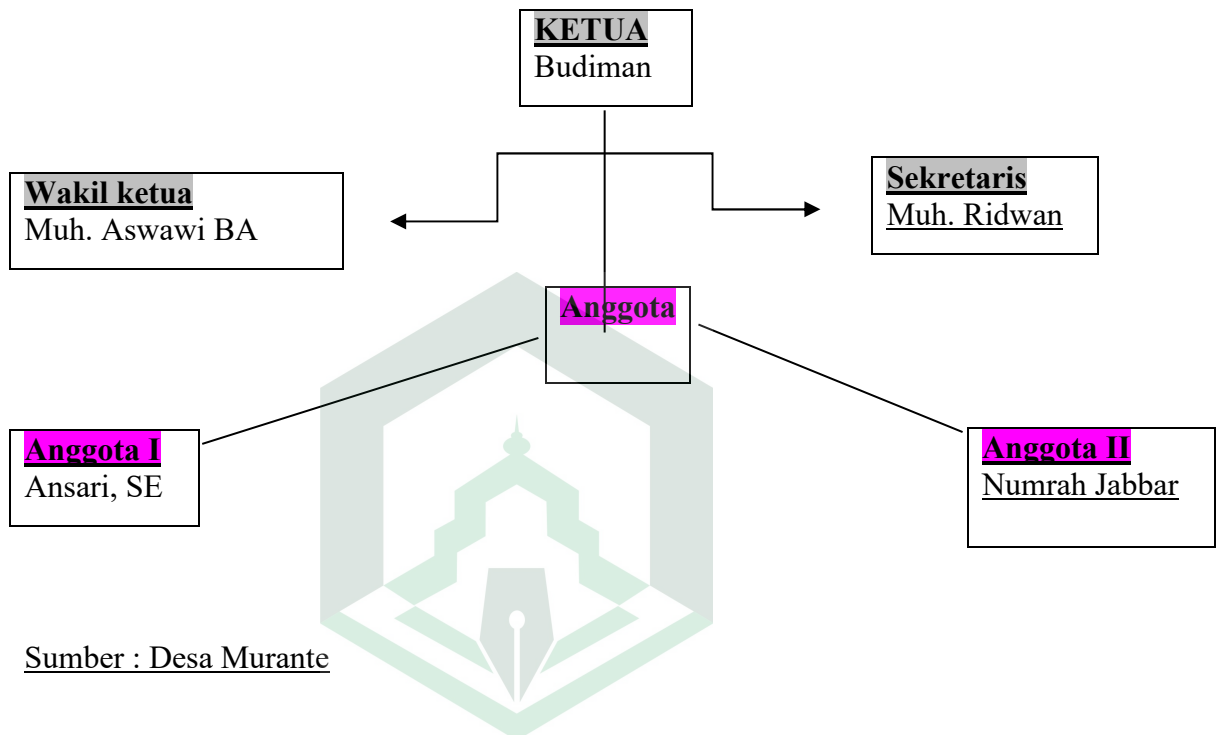 KETUA
Budiman
Wakil ketua
Muh. Aswawi BA
Sekretaris
Muh. Ridwan
Anggota
Anggota I
Ansari, SE
Anggota II
Numrah Jabbar
Sumber : Desa Murante